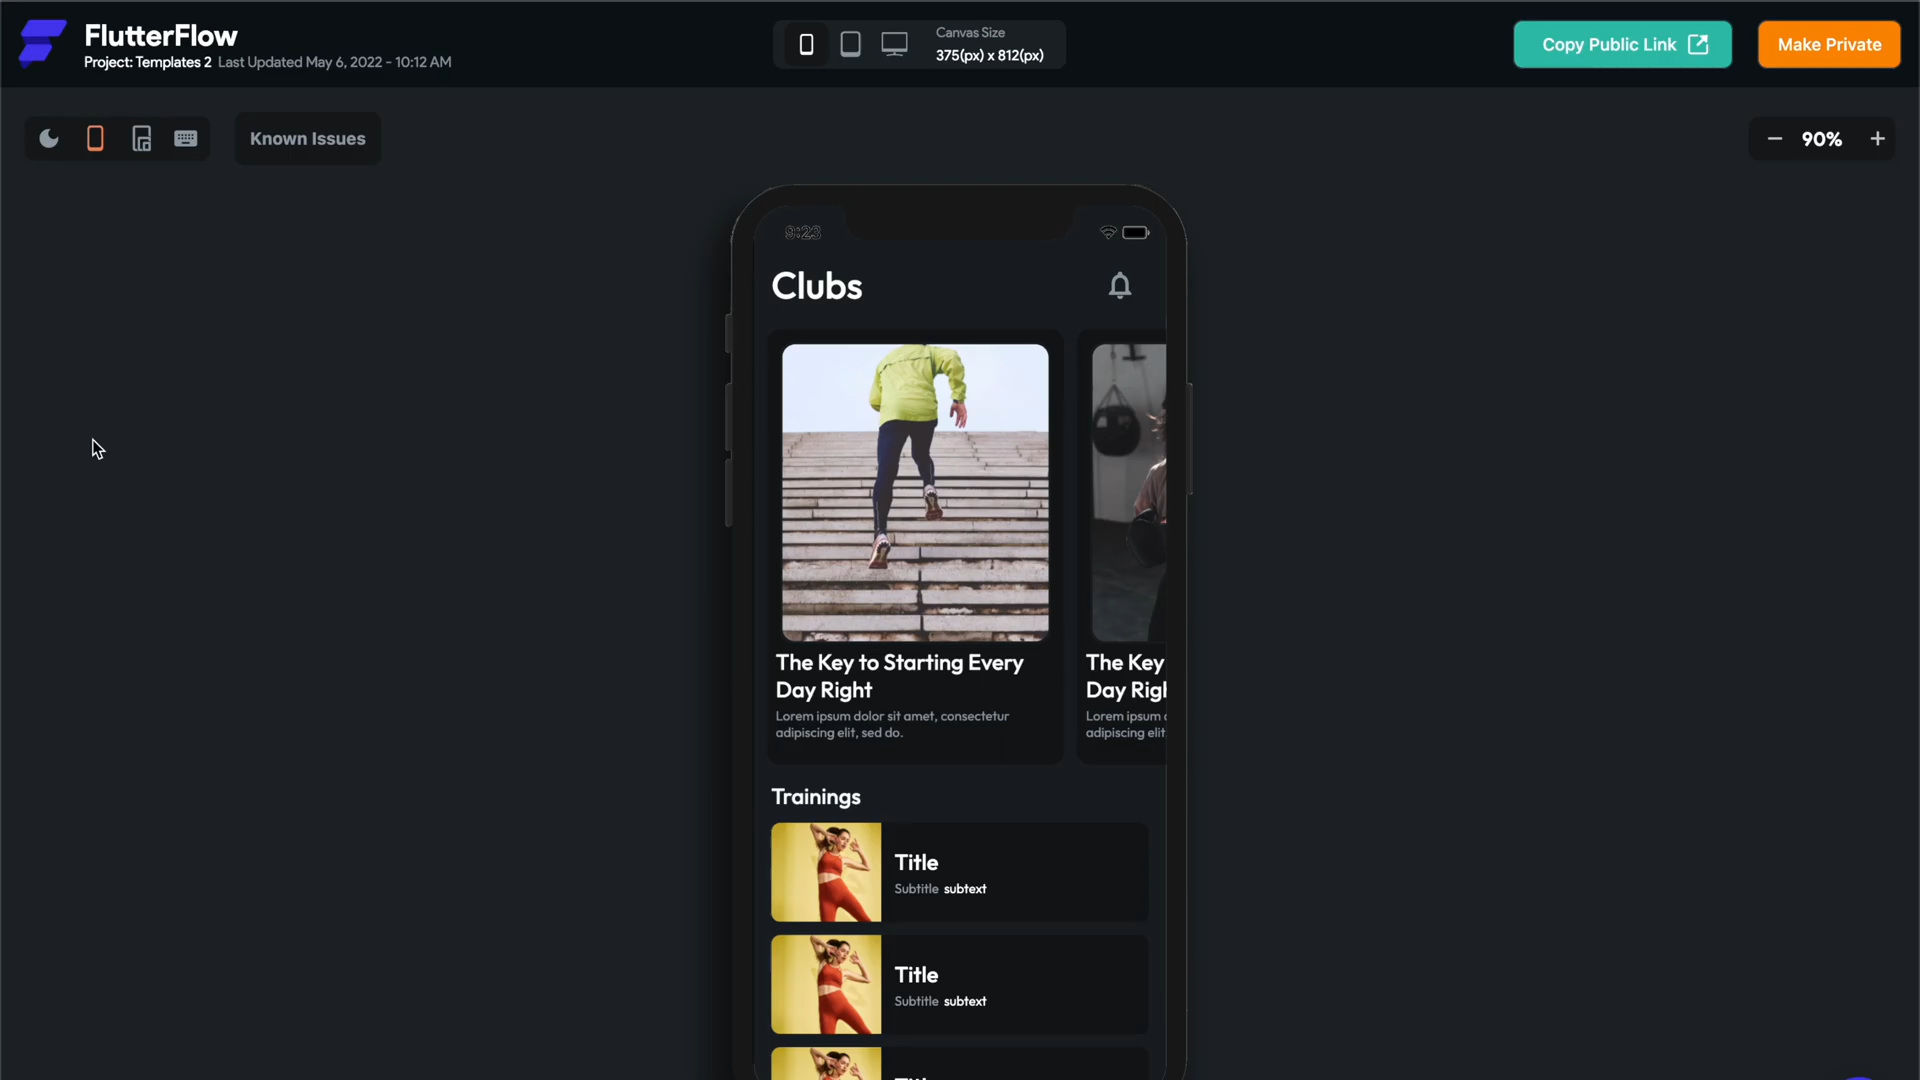 FlutterFlow
Project: Templates 2 Last Updated May 6, 2022 - 10:12 AM
Canvas Size
375(px) x 812(px)
Copy Public Link
Make Private
Known Issues
90%
9:23
Clubs
The Key to Starting Every
Day Right
Lorem ipsum dolor sit amet, consectetur
adipiscing elit, sed do.
The Key
Day Righ
Lorem ipsum
adipiscing elit,
Trainings
Title
Subtitle subtext
Title
Subtitle subtext